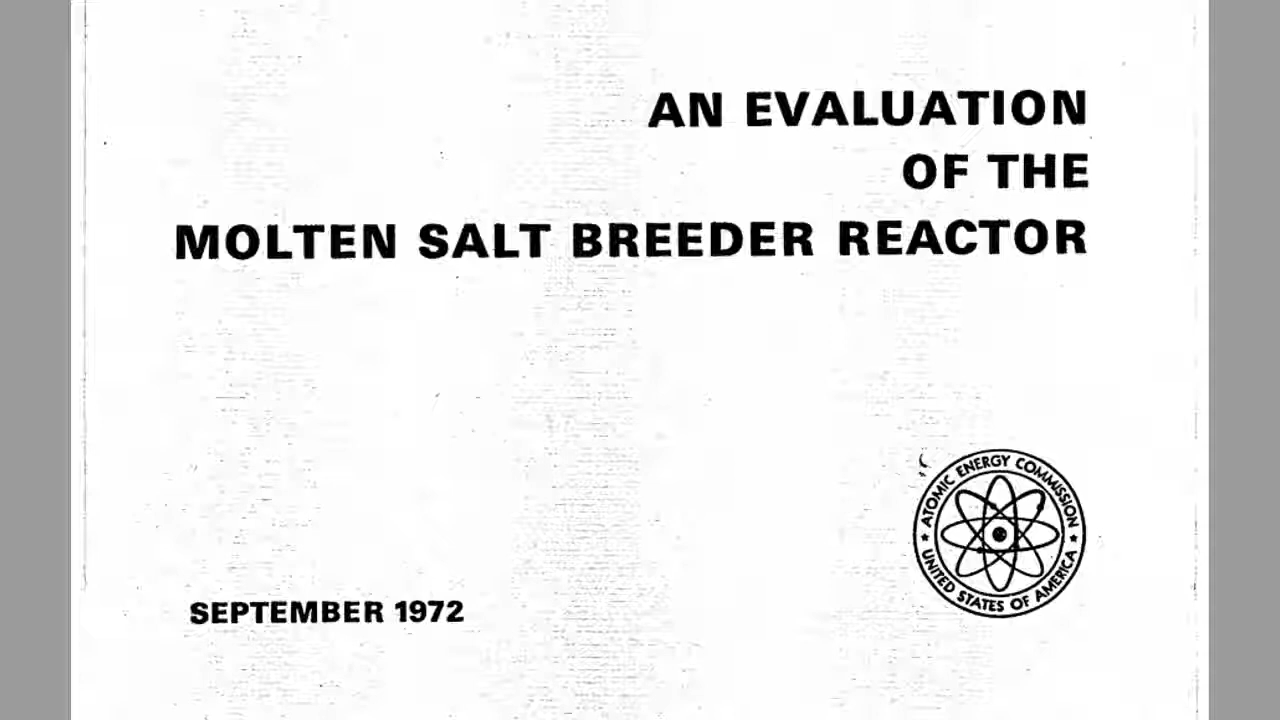 AN EVALUATION
OF THE
MOLTEN SALT BREEDER REACTOR
ATOMIC ENERGY COMMISSION
★ UNITED STATES OF AMERICA ★
SEPTEMBER 1972